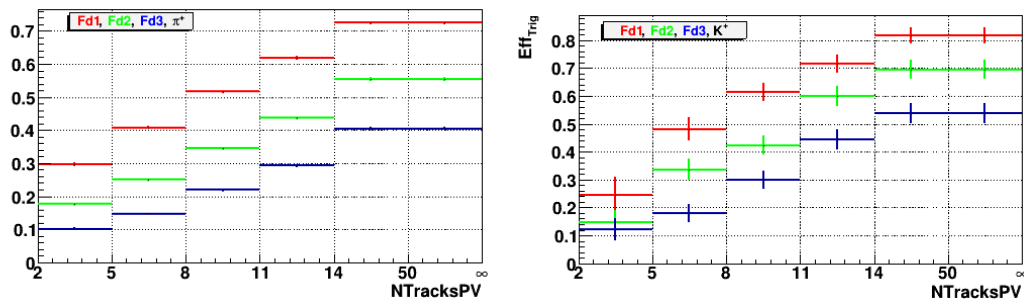 Fd1, Fd2, Fd3, π+
0.7
0.6
0.5
0.4
0.3
0.2
0.1
0
2 5 8 11 14 50 ∞
NTracksPV
Fd1, Fd2, Fd3, K+
EffTrig
0.8
0.7
0.6
0.5
0.4
0.3
0.2
0.1
0
2 5 8 11 14 50 ∞
NTracksPV